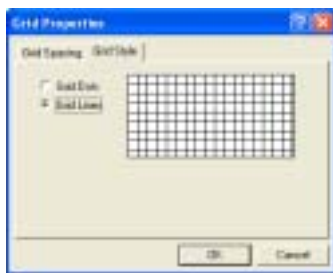 Grid Properties
Grid Spacing
Grid Style
Grid Dots
Grid Lines
OK
Cancel